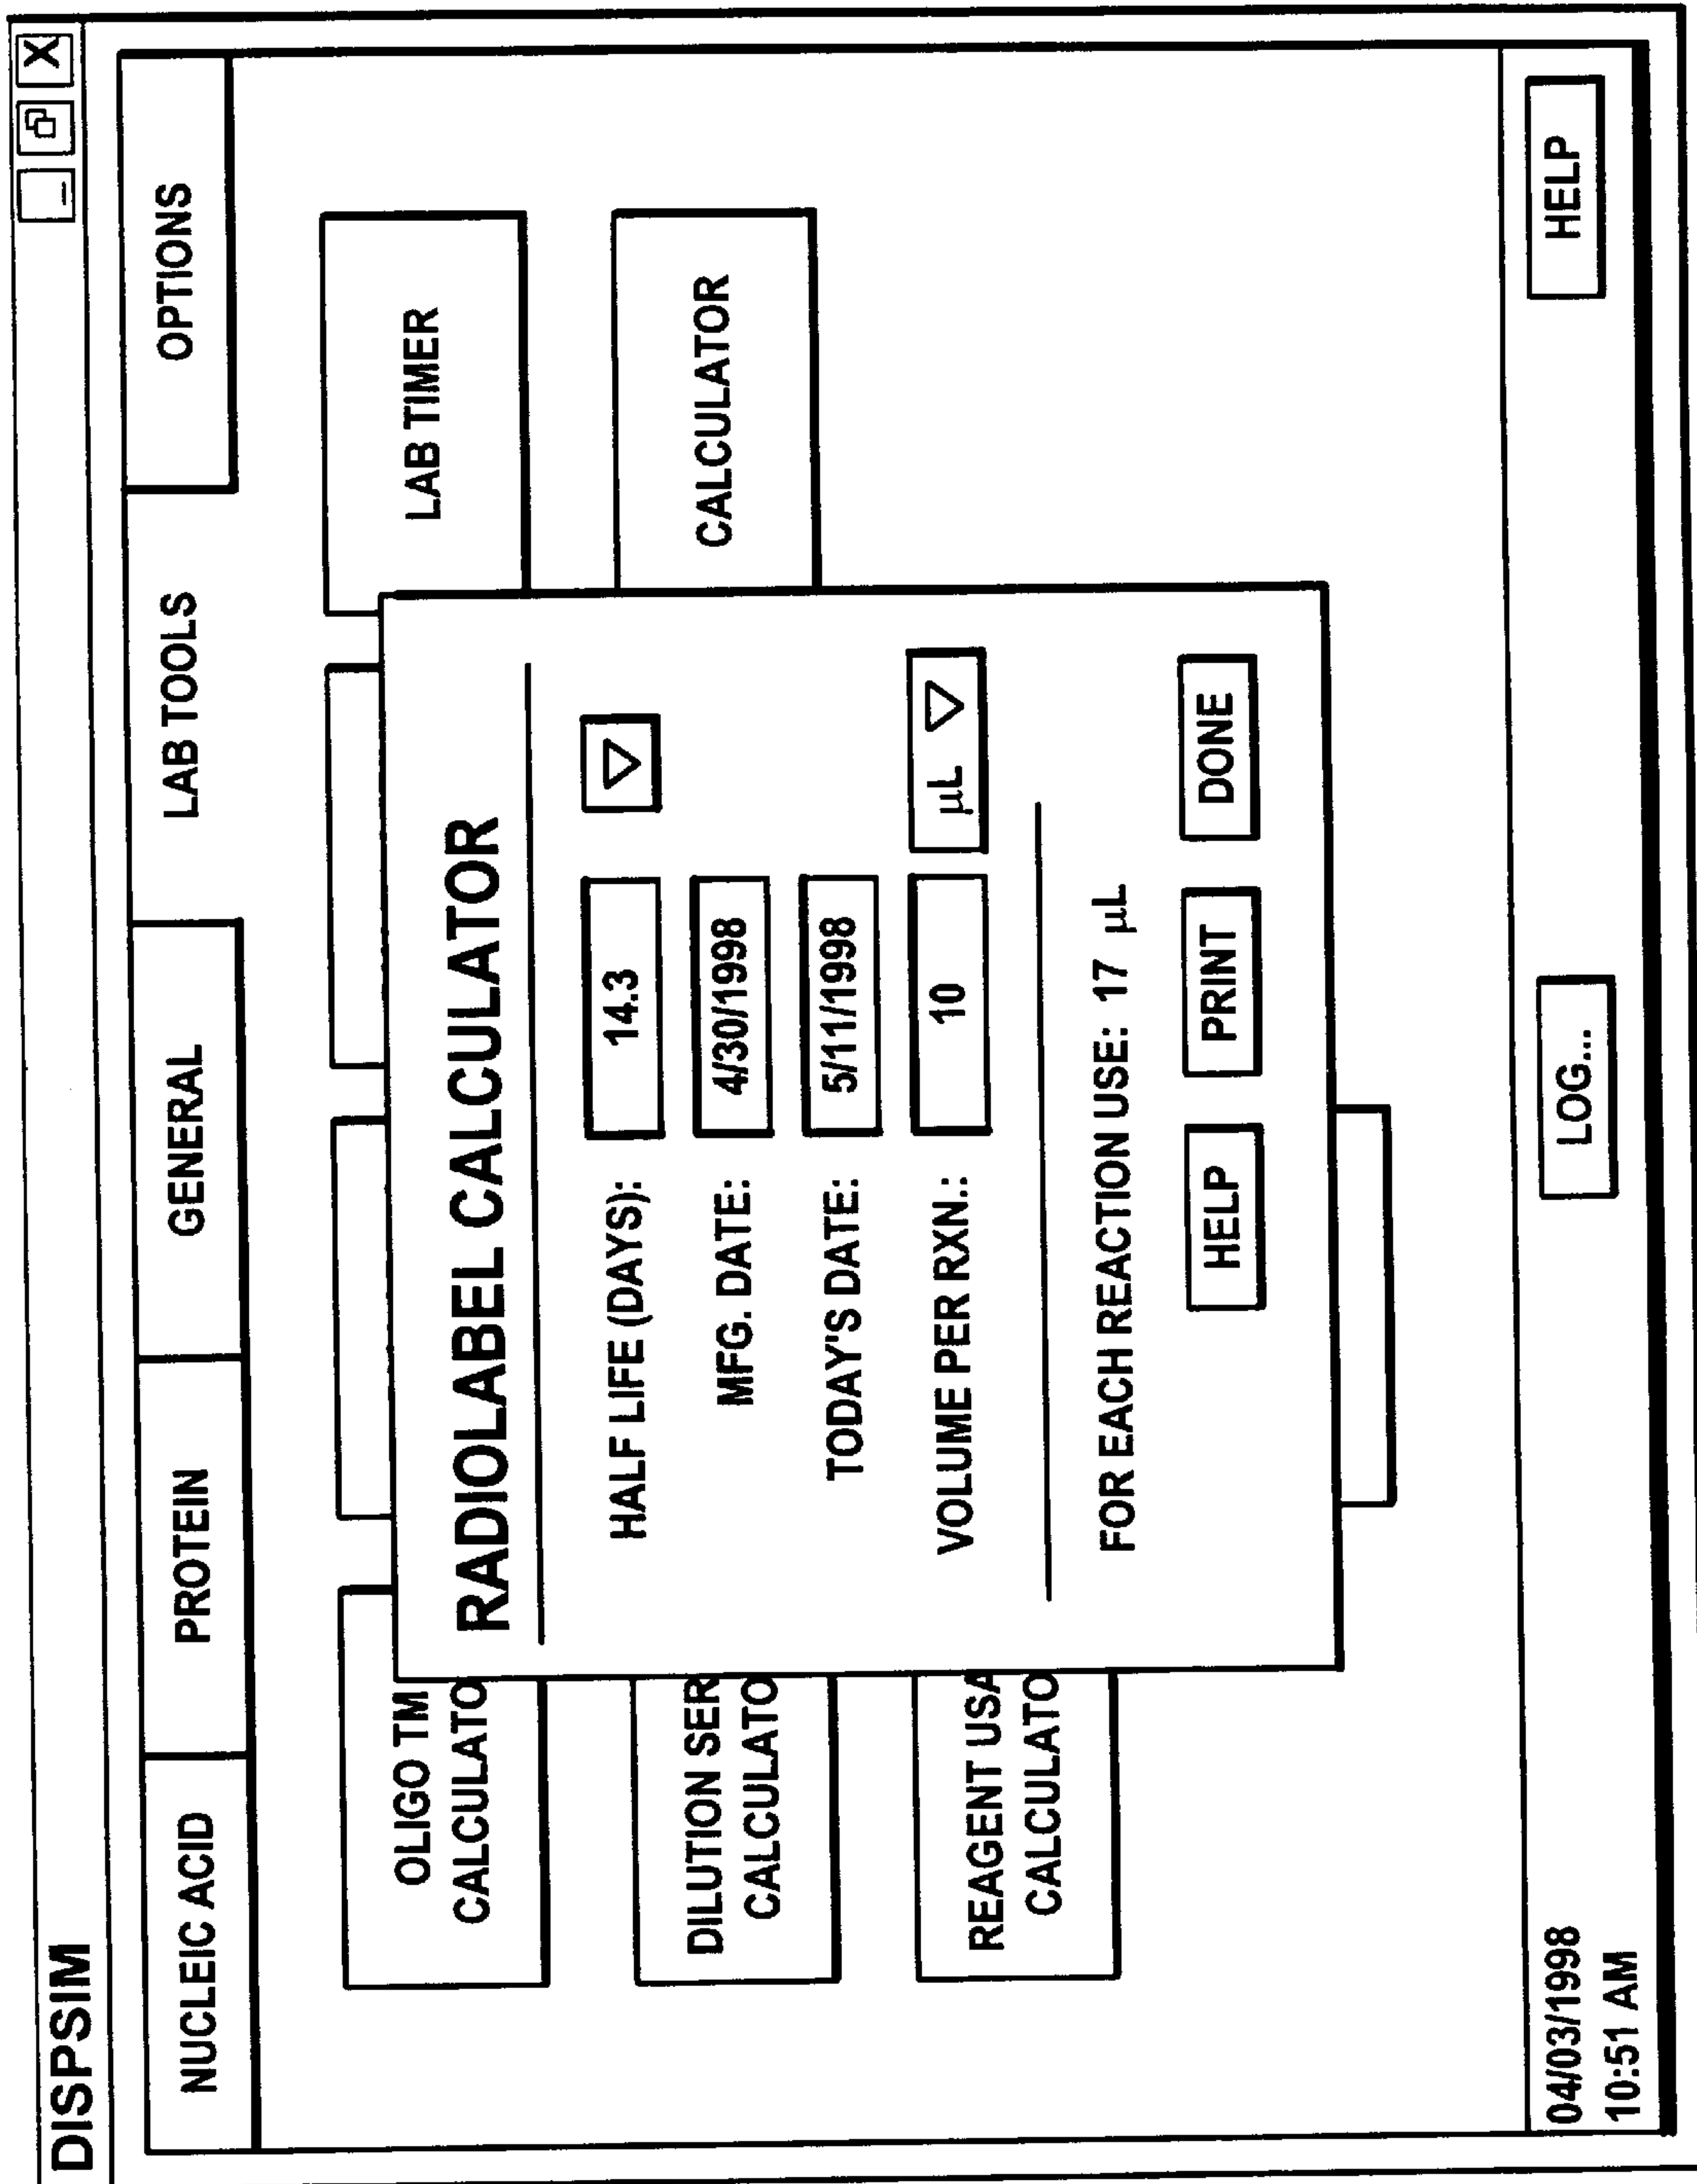 DISPSIM
X
NUCLEIC ACID
PROTEIN
GENERAL
LAB TOOLS
OPTIONS
OLIGO TM
CALCULATO
LAB TIMER
DILUTION SER
CALCULATO
CALCULATOR
REAGENT USA
CALCULATO
RADIOLABEL CALCULATOR
HALF LIFE (DAYS): 14.3
MFG. DATE: 4/30/1998
TODAY'S DATE: 5/11/1998
VOLUME PER RXN.: 10 μL
FOR EACH REACTION USE: 17 μL
HELP
PRINT
DONE
04/03/1998
10:51 AM
LOG...
HELP